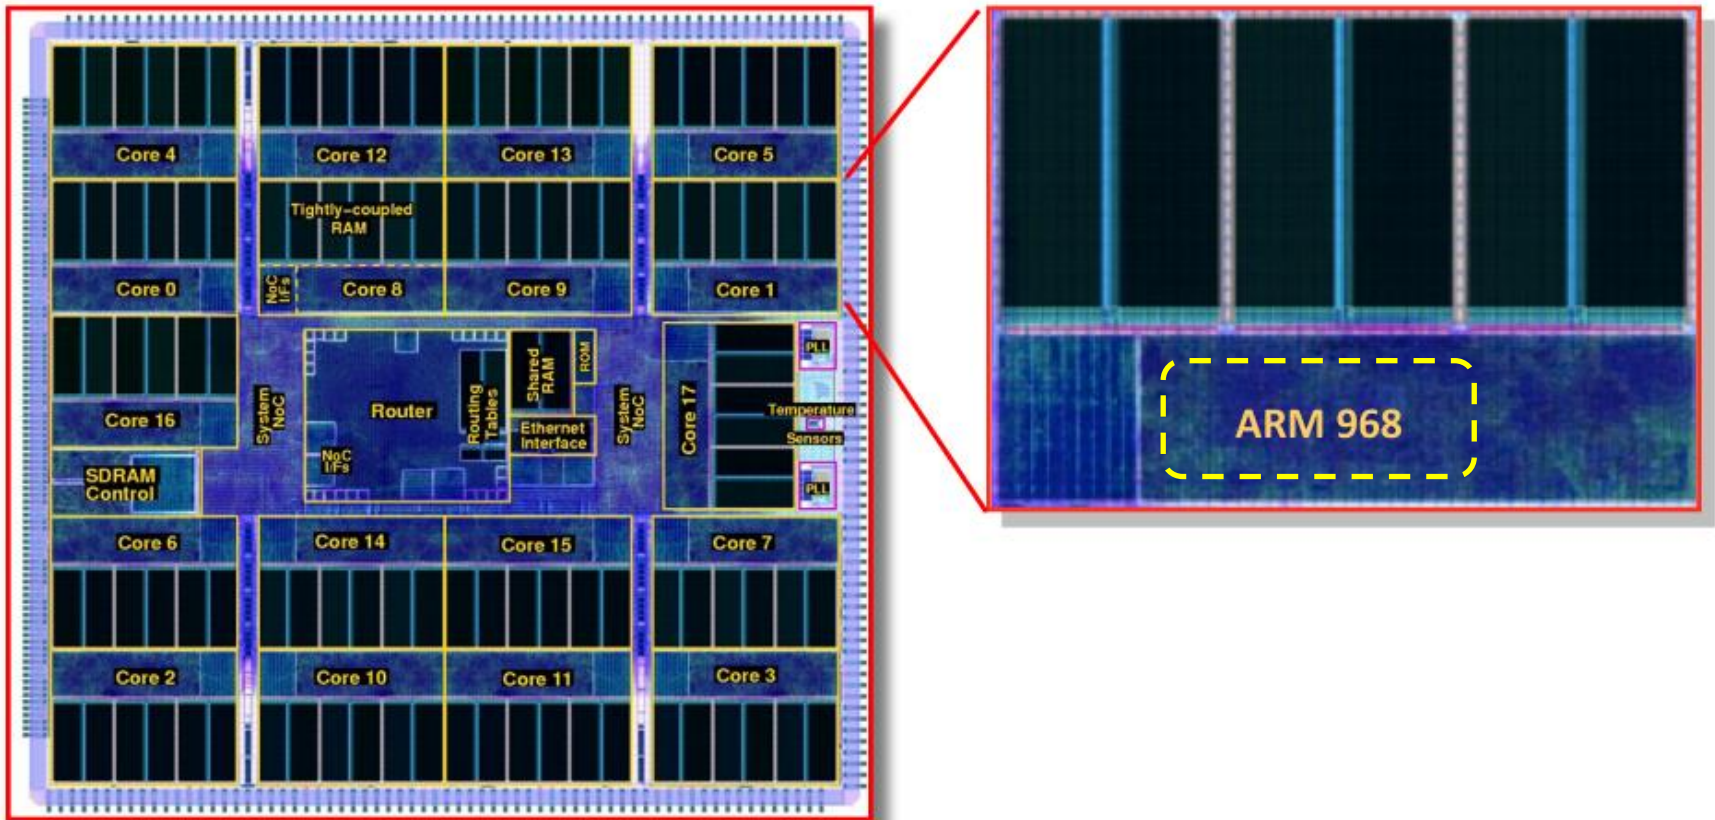 Core 4
Core 12
Core 13
Core 5
Tightly-coupled
RAM
Core 0
NoC
I/Fs
Core 8
Core 9
Core 1
Core 16
System
NoC
Router
NoC
I/Fs
Routing
Tables
Shared
RAM
ROM
Ethernet
Interface
System
NoC
Core 17
PLL
Temperature
Sensors
PLL
SDRAM
Control
Core 6
Core 14
Core 15
Core 7
Core 2
Core 10
Core 11
Core 3
ARM 968